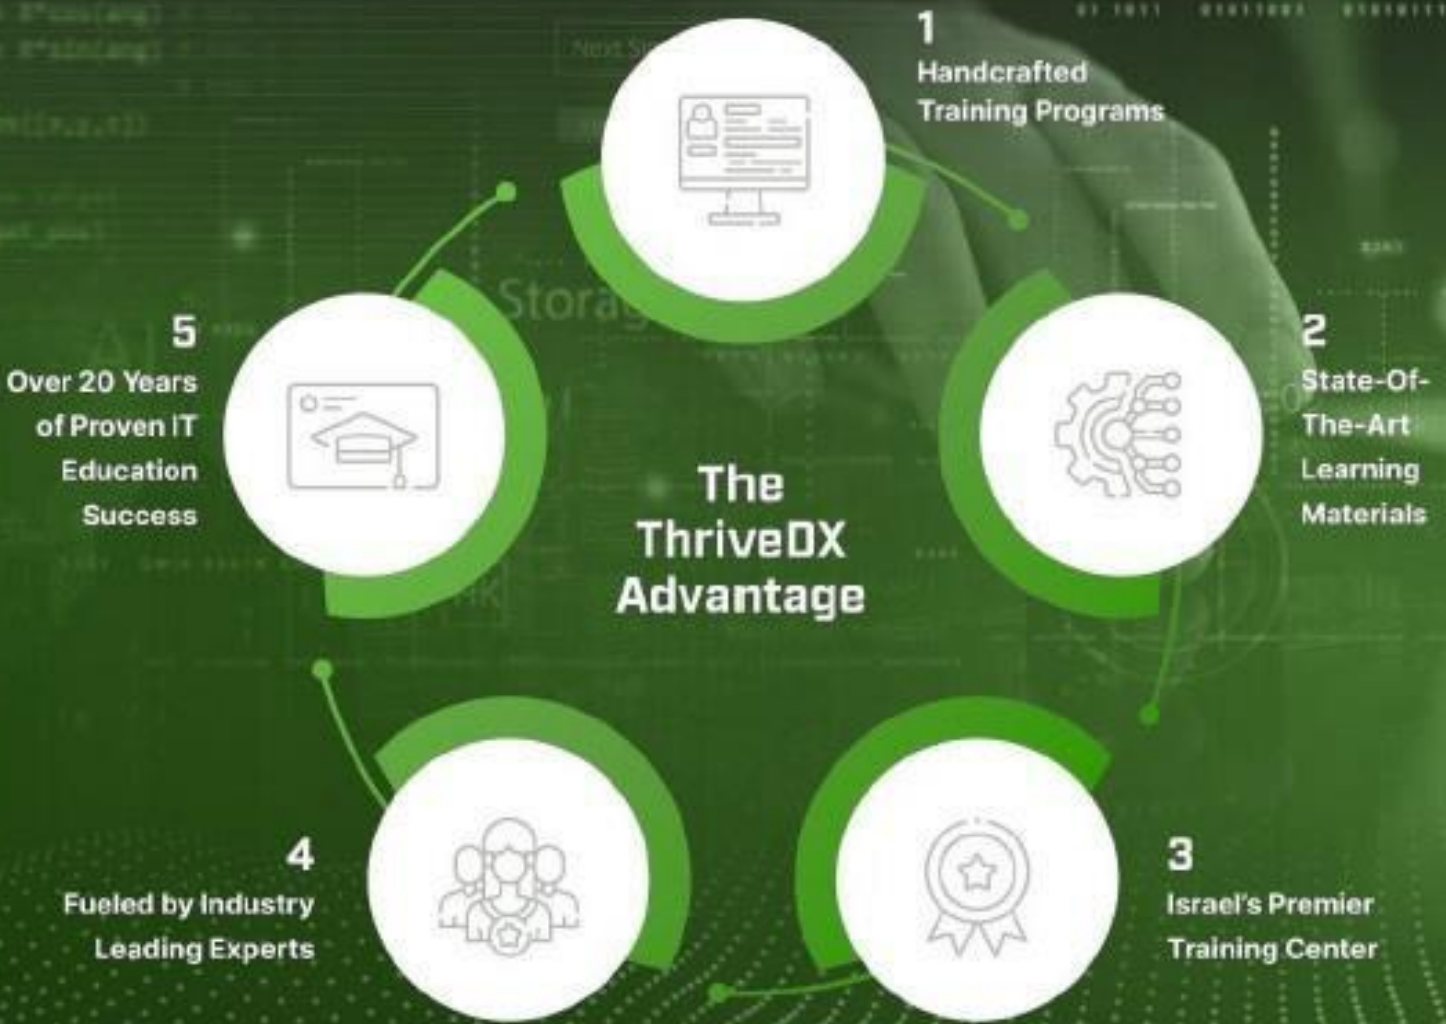 1
Handcrafted
Training Programs
2
State-Of-
The-Art
Learning
Materials
3
Israel's Premier
Training Center
4
Fueled by Industry
Leading Experts
5
Over 20 Years
of Proven IT
Education
Success
The
ThriveDX
Advantage